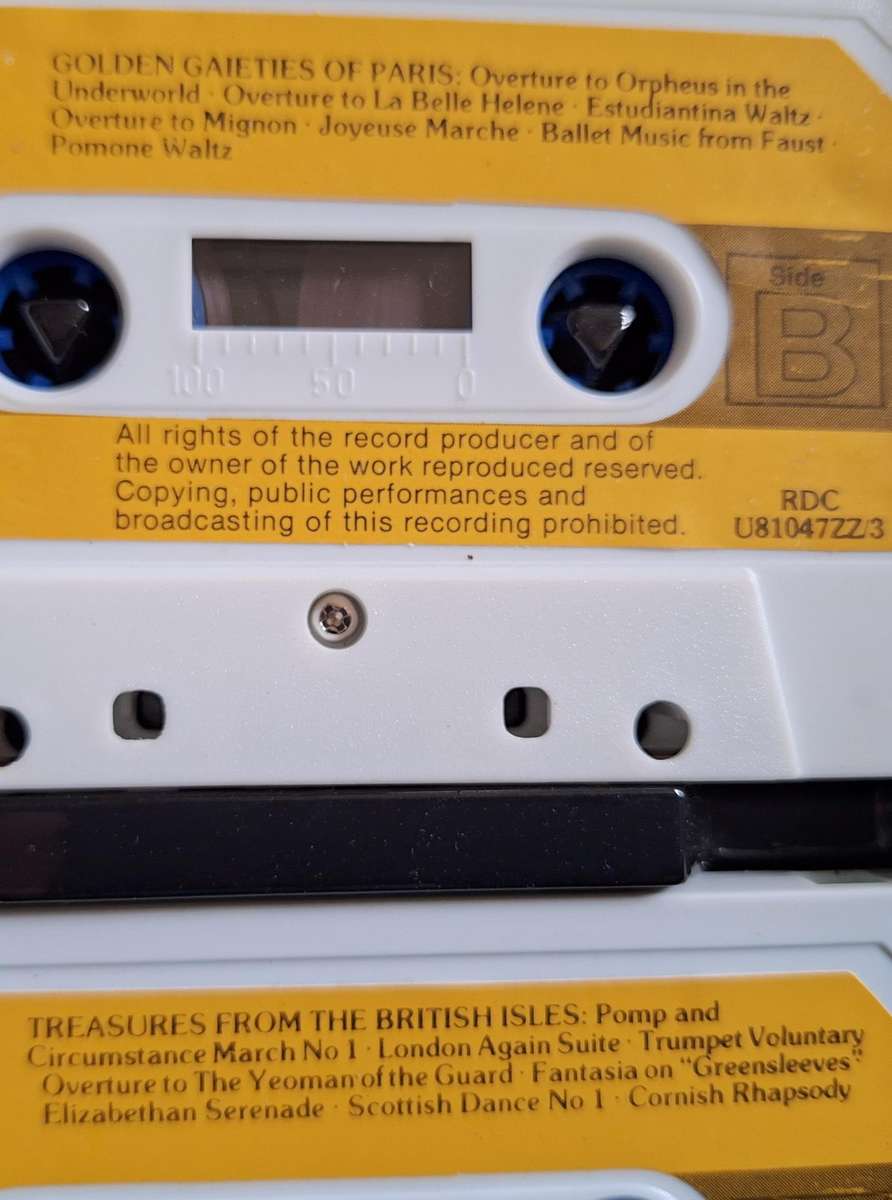 GOLDEN GAIETIES OF PARIS: Overture to Orpheus in the
Underworld · Overture to La Belle Helene · Estudiantina Waltz ·
Overture to Mignon · Joyeuse Marche · Ballet Music from Faust ·
Pomone Waltz
Side
B
100 50 0
All rights of the record producer and of
the owner of the work reproduced reserved.
Copying, public performances and
broadcasting of this recording prohibited.
RDC
U81047ZZ/3
TREASURES FROM THE BRITISH ISLES: Pomp and
Circumstance March No 1 · London Again Suite · Trumpet Voluntary
Overture to The Yeoman of the Guard · Fantasia on "Greensleeves" ·
Elizabethan Serenade · Scottish Dance No 1 · Cornish Rhapsody